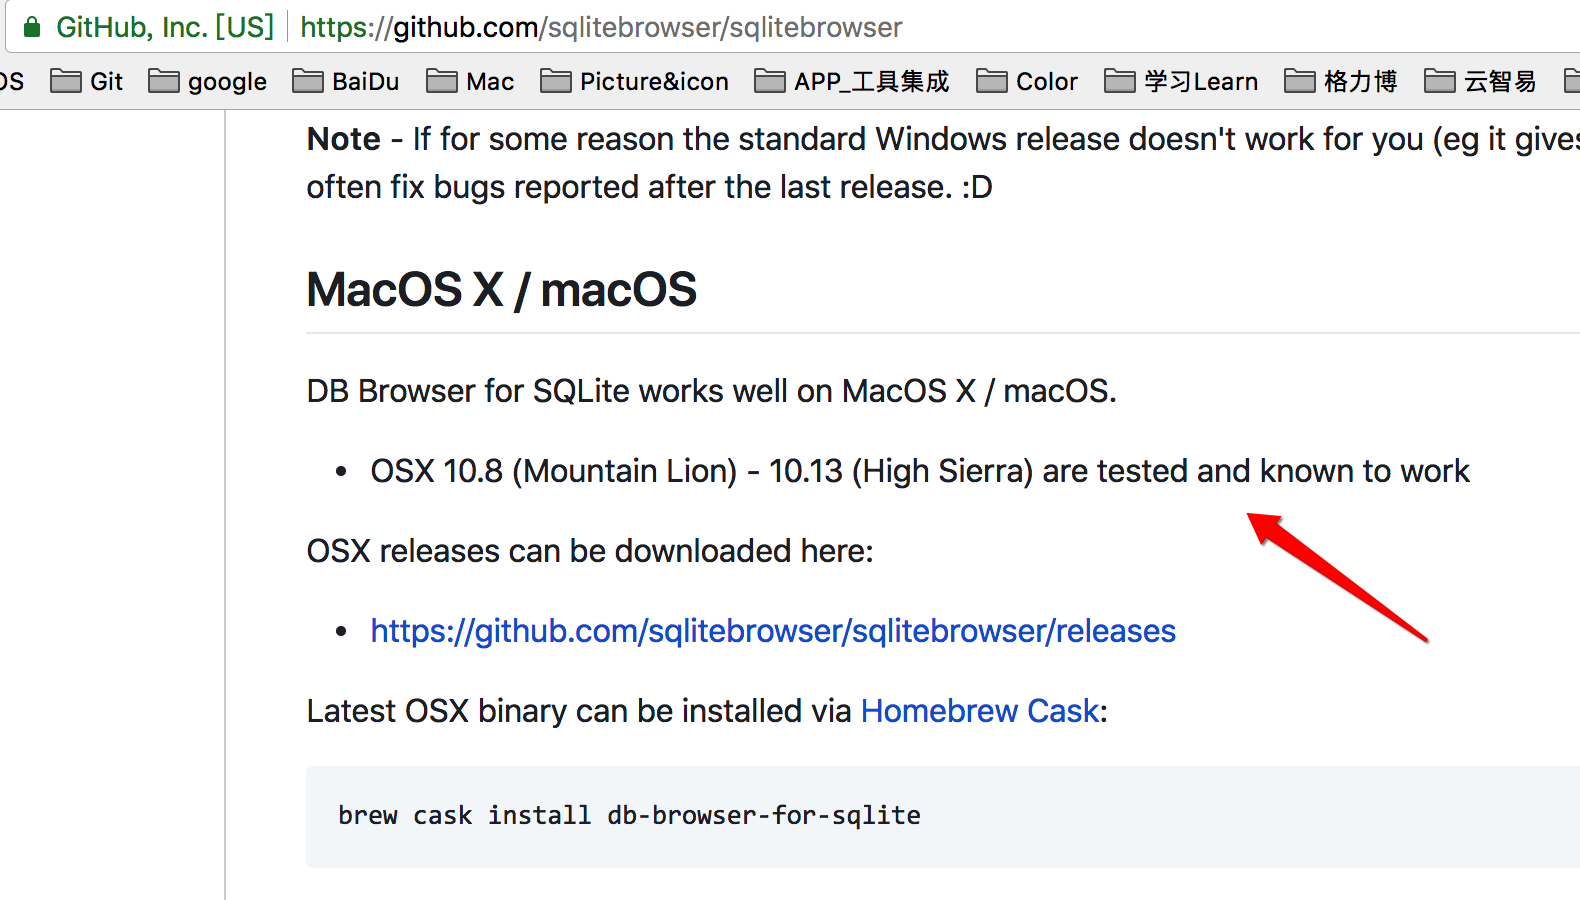 GitHub, Inc. [US] https://github.com/sqlitebrowser/sqlitebrowser
OS Git google BaiDu Mac Picture&icon APP_工具集成 Color 学习Learn 格力博 云智易
Note - If for some reason the standard Windows release doesn't work for you (eg it gives
often fix bugs reported after the last release. :D
MacOS X / macOS
DB Browser for SQLite works well on MacOS X / macOS.
• OSX 10.8 (Mountain Lion) - 10.13 (High Sierra) are tested and known to work
OSX releases can be downloaded here:
• https://github.com/sqlitebrowser/sqlitebrowser/releases
Latest OSX binary can be installed via Homebrew Cask:
brew cask install db-browser-for-sqlite